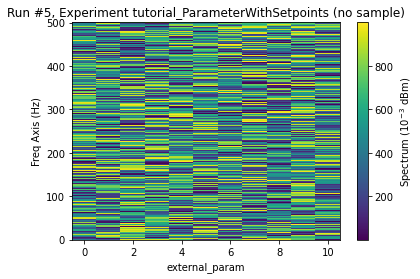 Run #5, Experiment tutorial_ParameterWithSetpoints (no sample)
500
400
300
200
100
0
Freq Axis (Hz)
0 2 4 6 8 10
external_param
800
600
400
200
Spectrum (10⁻³ dBm)